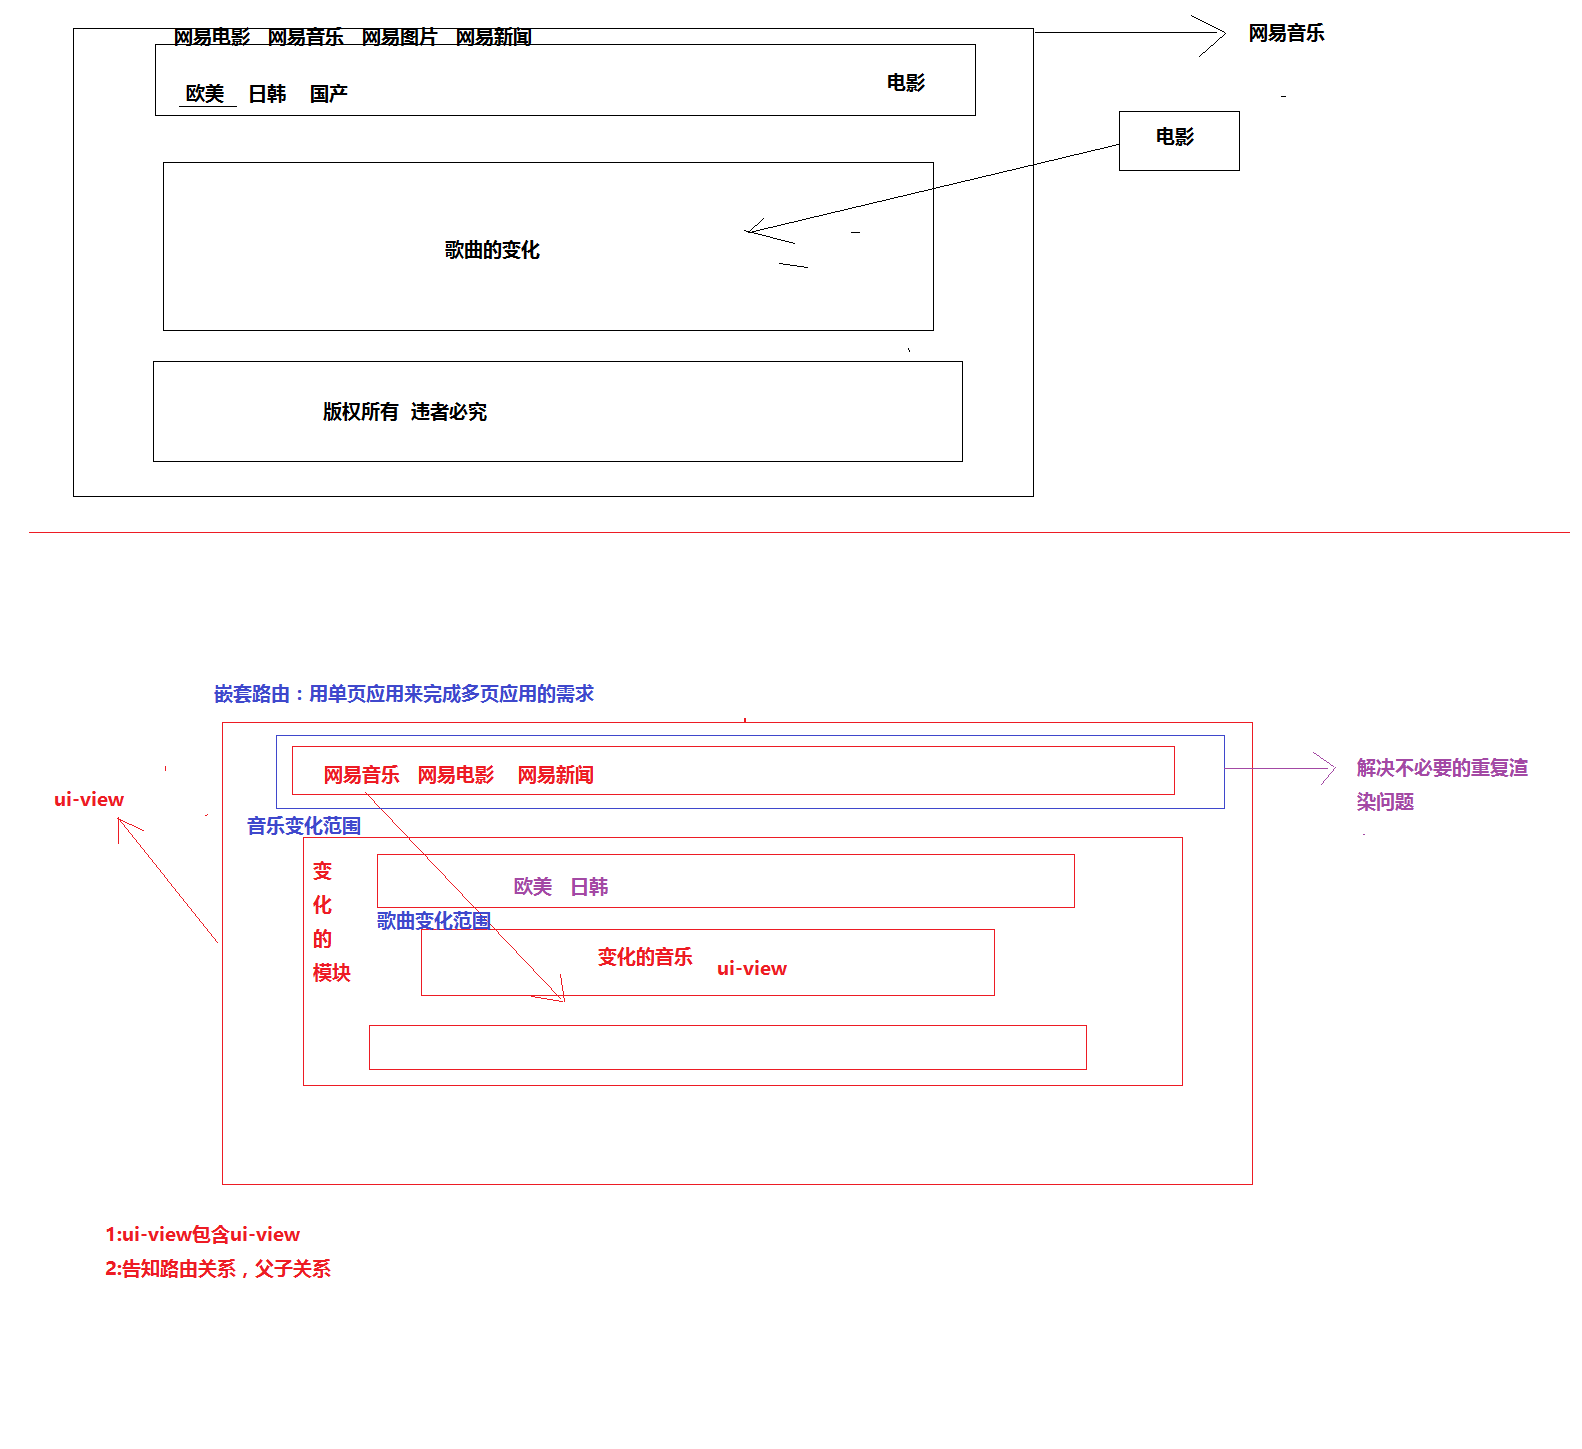 网易电影 网易音乐 网易图片 网易新闻
网易音乐
欧美 日韩 国产
电影
电影
歌曲的变化
版权所有 违者必究
嵌套路由：用单页应用来完成多页应用的需求
网易音乐 网易电影 网易新闻
解决不必要的重复渲
染问题
ui-view
音乐变化范围
变
化
的
模块
欧美 日韩
歌曲变化范围
变化的音乐
ui-view
1:ui-view包含ui-view
2:告知路由关系，父子关系